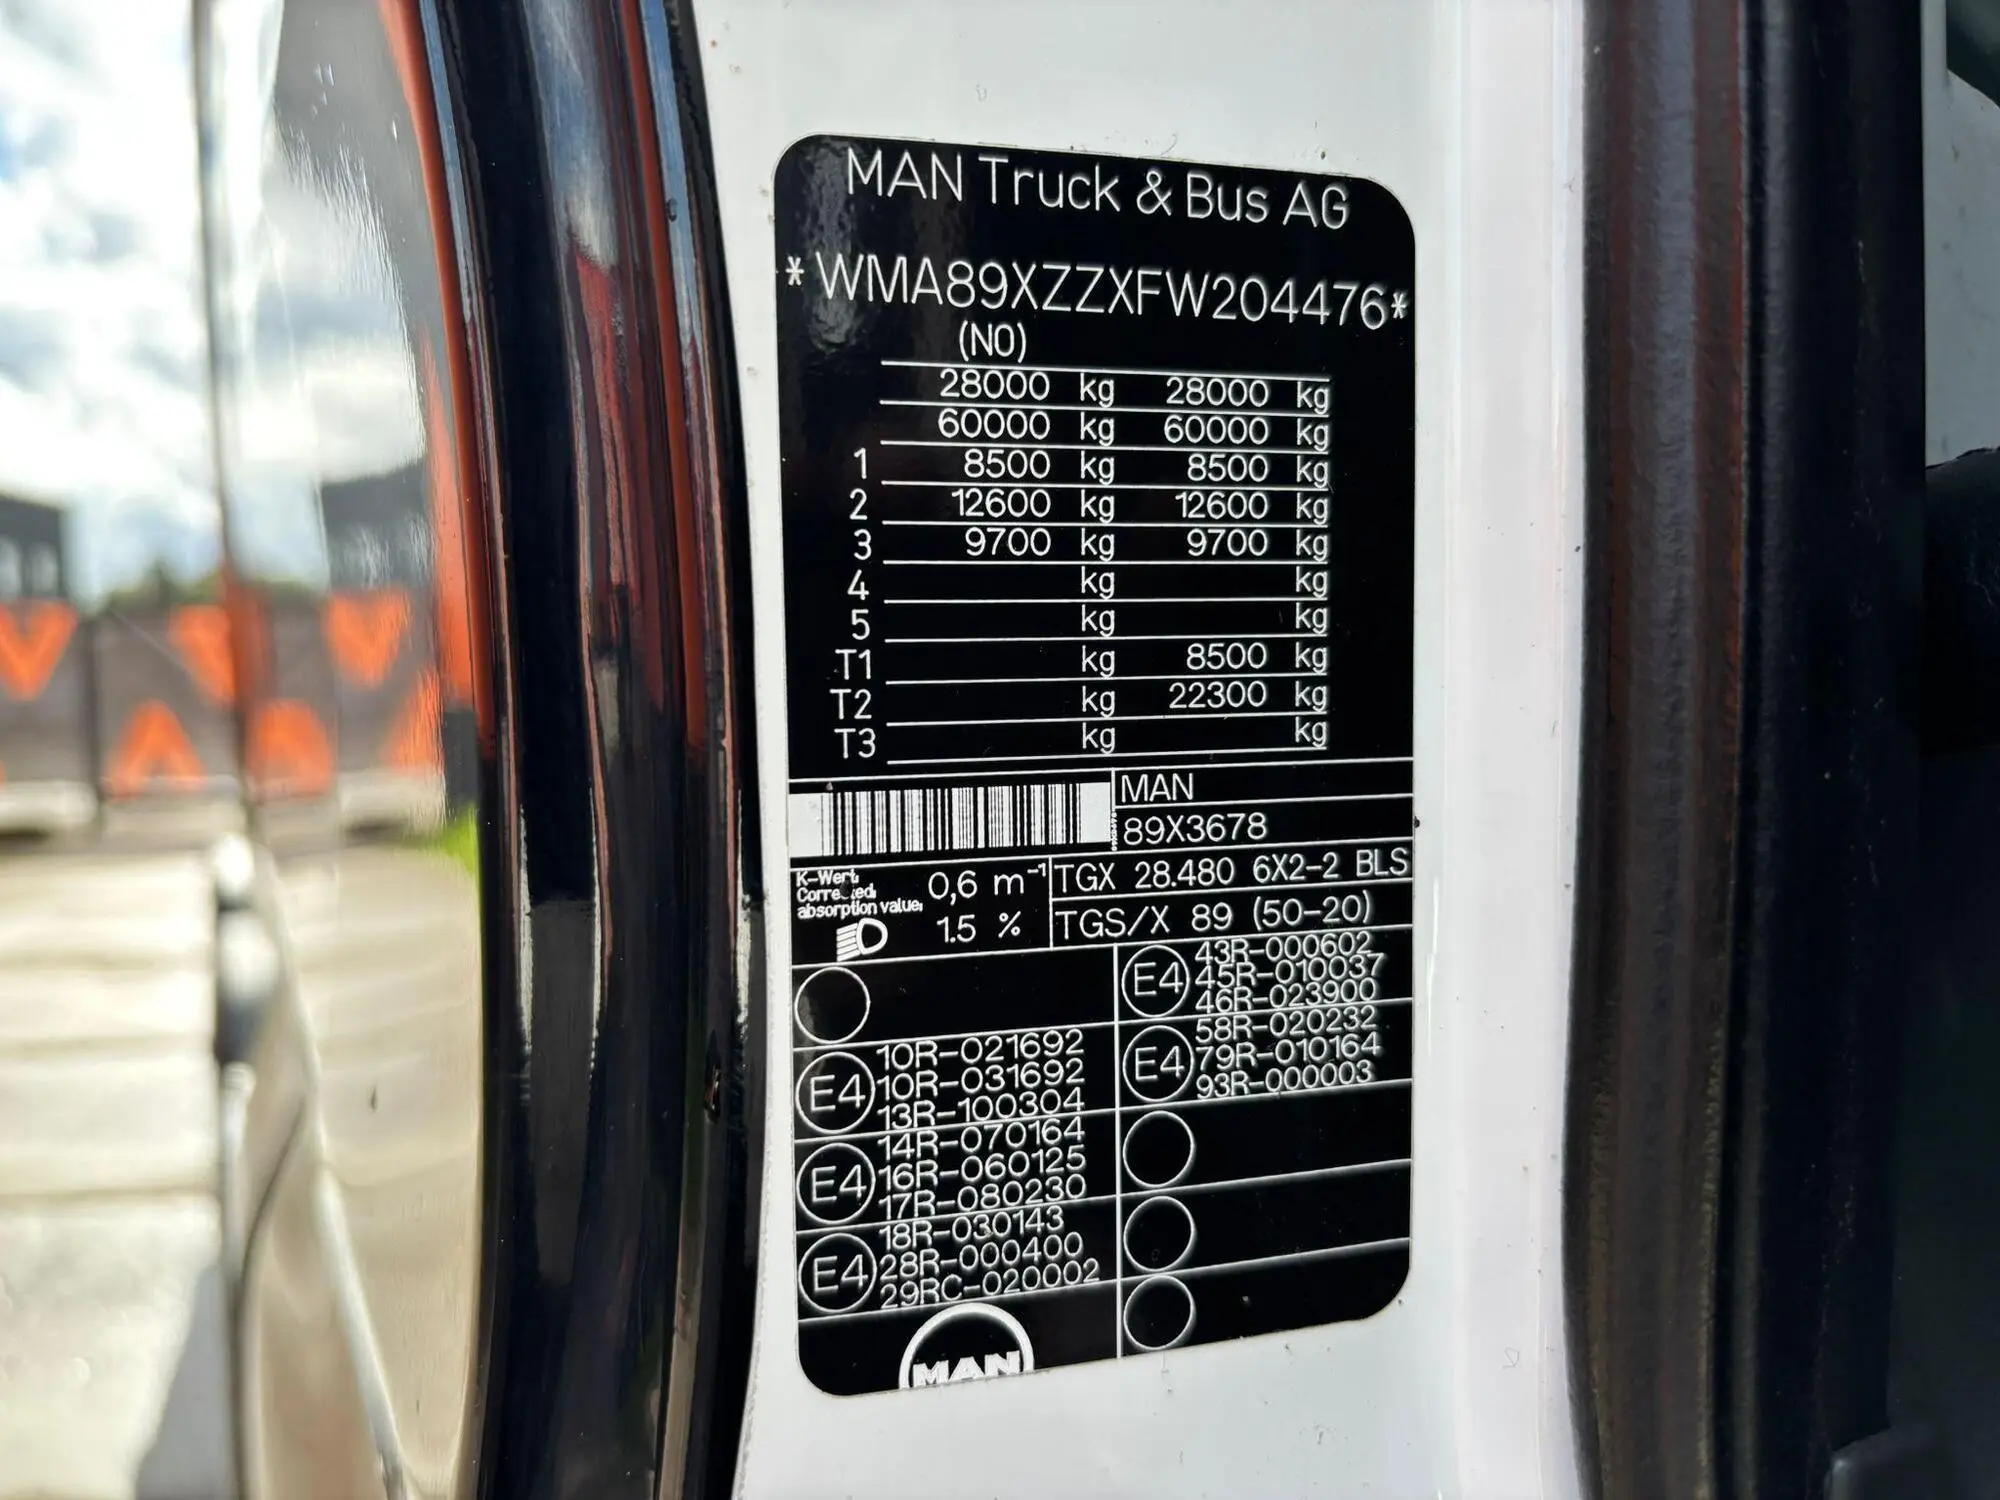 MAN Truck & Bus AG
*WMA89XZZXFW204476*
(NO)
28000 kg 28000 kg
60000 kg 60000 kg
1 8500 kg 8500 kg
2 12600 kg 12600 kg
3 9700 kg 9700 kg
4 kg kg
5 kg kg
T1 kg 8500 kg
T2 kg 22300 kg
T3 kg kg
MAN
89X3678
K-Wert:
absorption value:
0,6 m⁻¹
1.5 %
TGX 28.480 6X2-2 BLS
TGS/X 89 (50-20)
E4
10R-021692
10R-031692
13R-100304
E4
14R-070164
16R-060125
17R-080230
E4
18R-030143
28R-000400
29RC-020002
E4
43R-000602
45R-010037
46R-023900
E4
58R-020232
79R-010164
93R-000003
MAN